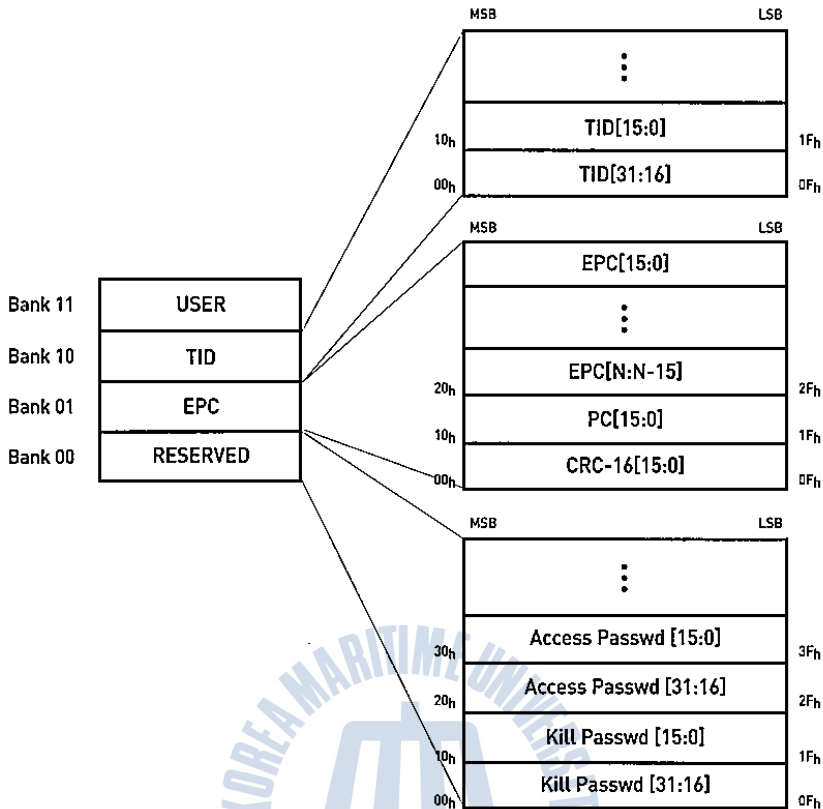 MSB LSB
⋮
10h TID[15:0] 1Fh
00h TID[31:16] 0Fh
MSB LSB
EPC[15:0]
⋮
20h EPC[N:N-15] 2Fh
10h PC[15:0] 1Fh
00h CRC-16[15:0] 0Fh
Bank 11 USER
Bank 10 TID
Bank 01 EPC
Bank 00 RESERVED
MSB LSB
⋮
30h Access Passwd [15:0] 3Fh
20h Access Passwd [31:16] 2Fh
10h Kill Passwd [15:0] 1Fh
00h Kill Passwd [31:16] 0Fh
KOREA MARITIME UNIVERSIT